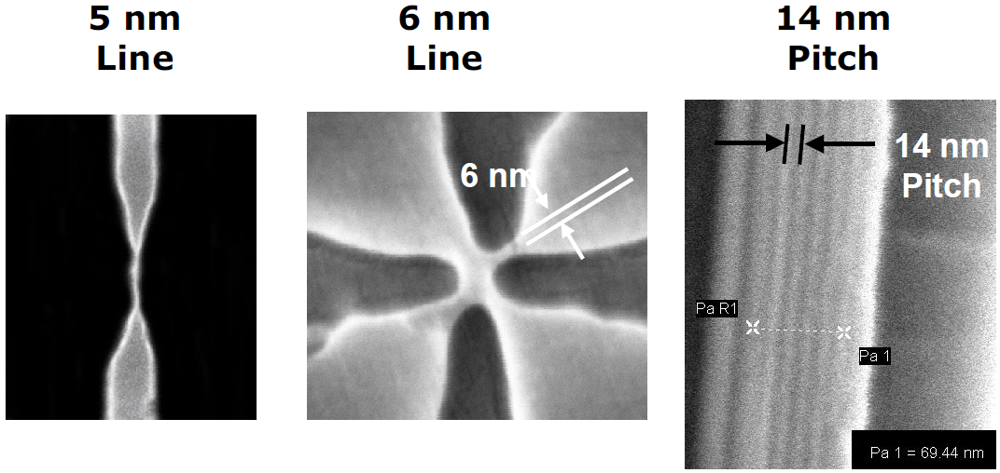 5 nm
Line
6 nm
Line
14 nm
Pitch
6 nm
14 nm
Pitch
Pa R1
Pa 1
Pa 1 = 69.44 nm